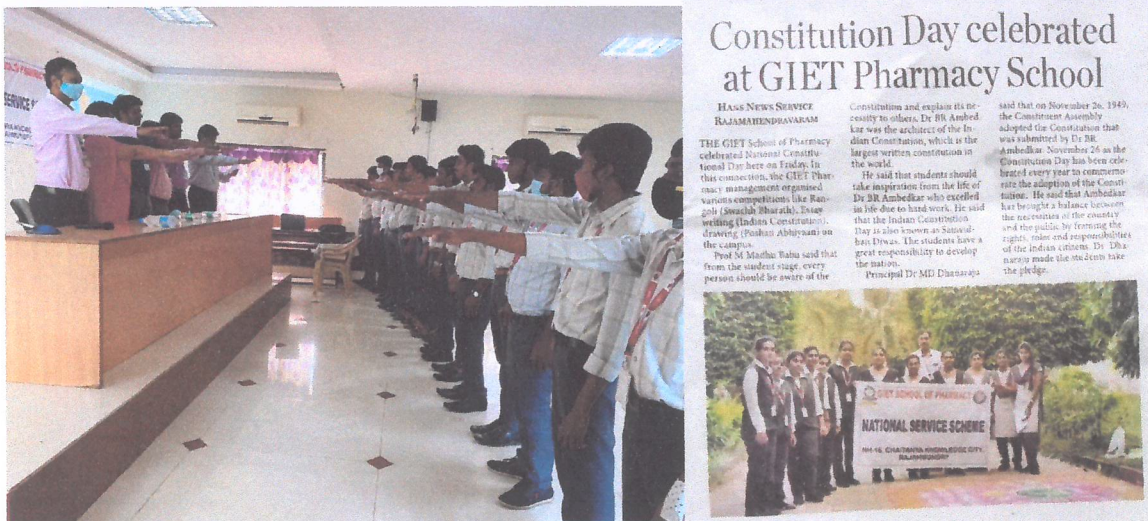 SERVICE
Constitution Day celebrated
at GIET Pharmacy School
HANS NEWS SERVICE
RAJAMAHENDRAVARAM
THE GIET School of Pharmacy
celebrated National Constitu-
tional Day here on Friday. In
this connection, the GIET Phar-
macy management organised
various competitions like Ran-
goli (Swachh Bharath), Essay
writing (Indian Constitution),
drawing (Poshan Abhiyaan) on
the campus.
Prof M Madhu Babu said that
from the student stage, every
person should be aware of the
Constitution and explain its ne-
cessity to others. Dr BR Ambed
kar was the architect of the In-
dian Constitution, which is the
largest written constitution in
the world.
He said that students should
take inspiration from the life of
Dr BR Ambedkar who excelled
in life due to hard work. He said
that the Indian Constitution
Day is also known as Samvid-
han Diwas. The students have a
great responsibility to develop
the nation.
Principal Dr MD Dhanaraju
said that on November 26, 1949,
the Constituent Assembly
adopted the Constitution that
was submitted by Dr BR
Ambedkar. November 26 as the
Constitution Day has been cele-
brated every year to commemo-
rate the adoption of the Consti-
tution. He said that Ambedkar
has brought a balance between
the necessities of the country
and the public by framing the
rights, roles and responsibilities
of the Indian citizens. Dr Dha-
naraju made the students take
the pledge.
GIET SCHOOL OF PHARMACY
NATIONAL SERVICE SCHEME
NH-16, CHAITANYA KNOWLEDGE CITY,
RAJAHMUNDRY